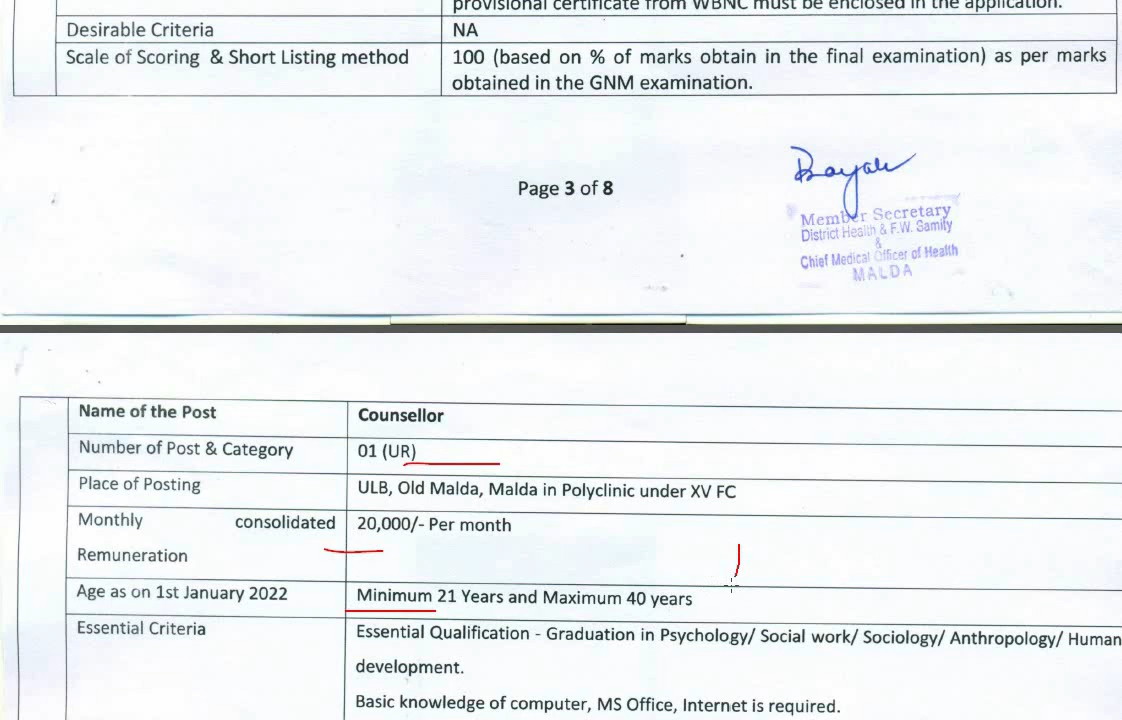 provisional certificate from WBNC must be enclosed in the application.
Desirable Criteria NA
Scale of Scoring & Short Listing method 100 (based on % of marks obtain in the final examination) as per marks
obtained in the GNM examination.
Page 3 of 8
Member Secretary
District Health & F.W. Samity
&
Chief Medical Officer of Health
MALDA
Name of the Post Counsellor
Number of Post & Category 01 (UR)
Place of Posting ULB, Old Malda, Malda in Polyclinic under XV FC
Monthly consolidated 20,000/- Per month
Remuneration
Age as on 1st January 2022 Minimum 21 Years and Maximum 40 years
Essential Criteria Essential Qualification - Graduation in Psychology/ Social work/ Sociology/ Anthropology/ Human
development.
Basic knowledge of computer, MS Office, Internet is required.